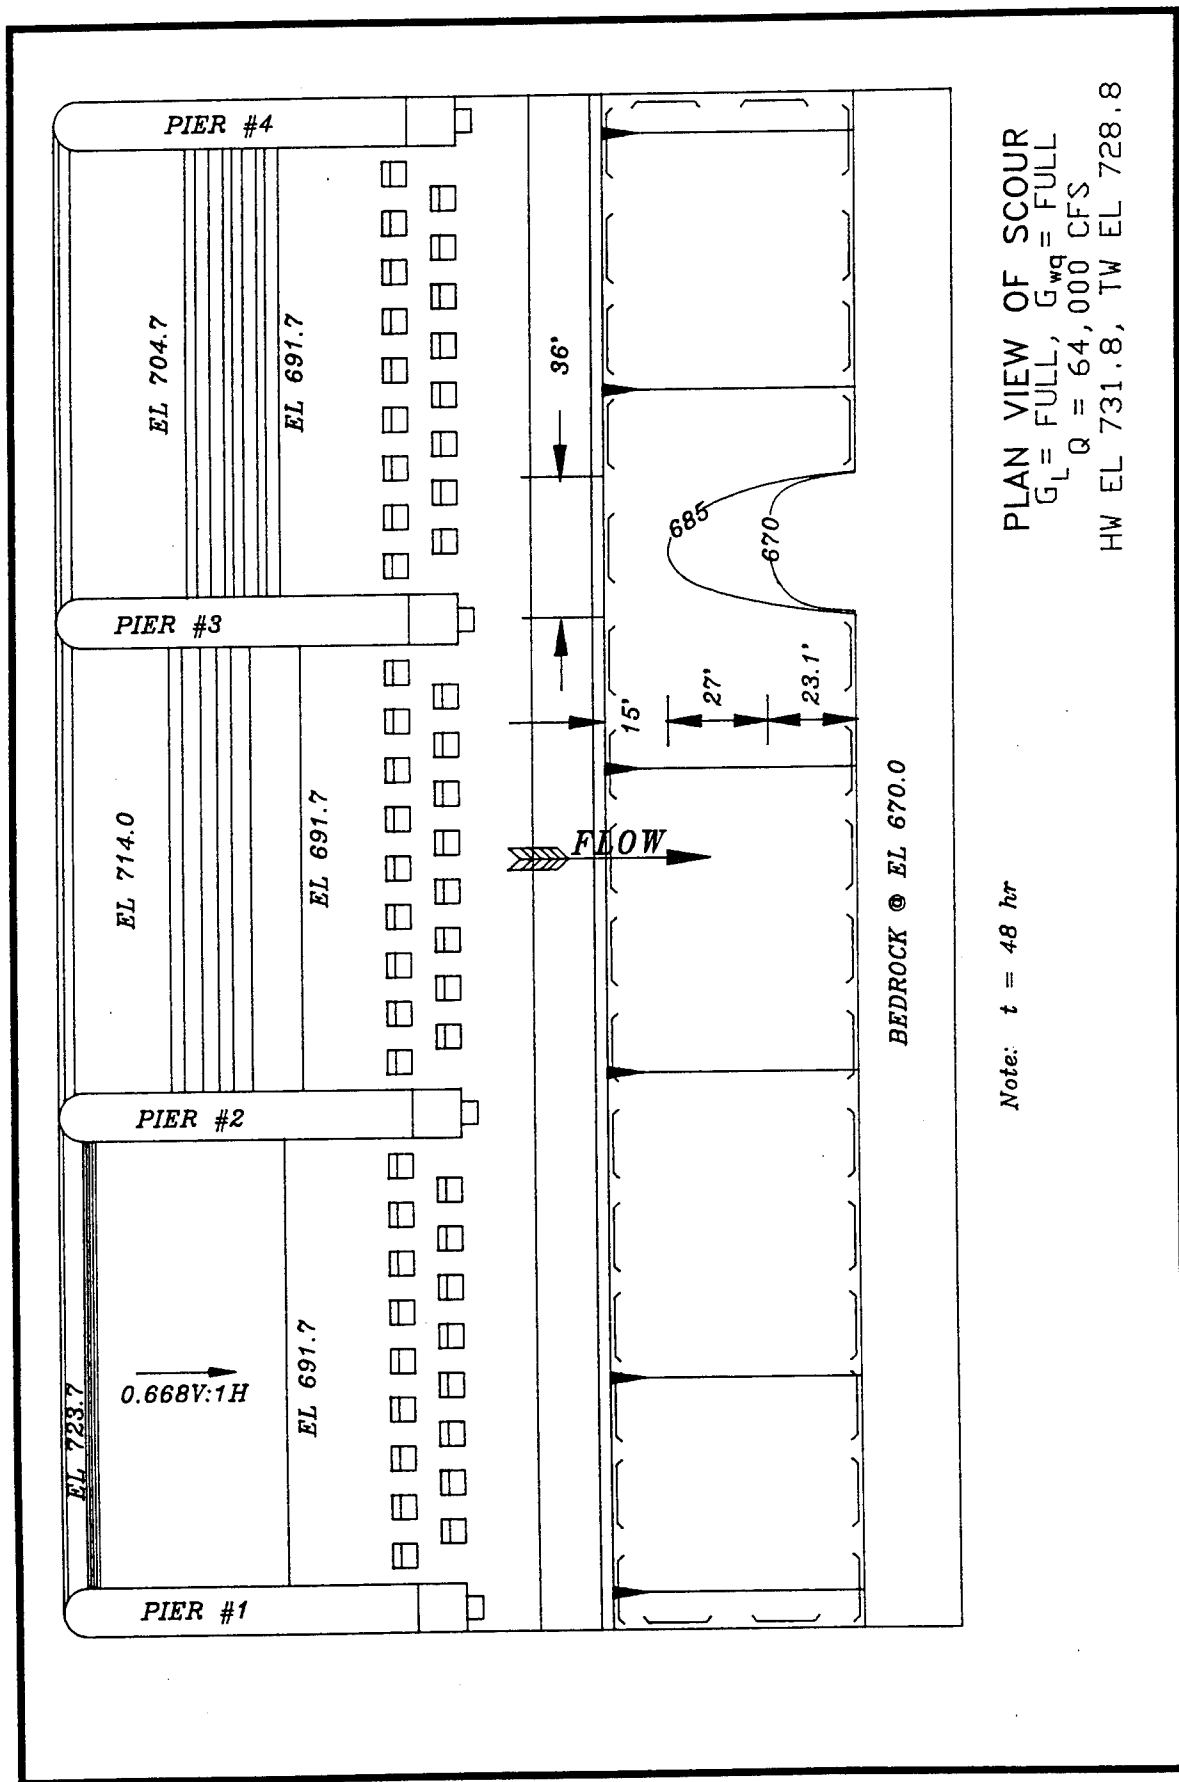 PIER #4
EL 704.7
EL 691.7
PIER #3
EL 714.0
EL 691.7
PIER #2
EL 723.7
0.668V:1H
EL 691.7
PIER #1
36'
15'
27'
23.1'
685
670
FLOW
BEDROCK @ EL 670.0
Note: t = 48 hr
PLAN VIEW OF SCOUR
GL = FULL, Gwq = FULL
Q = 64,000 CFS
HW EL 731.8, TW EL 728.8